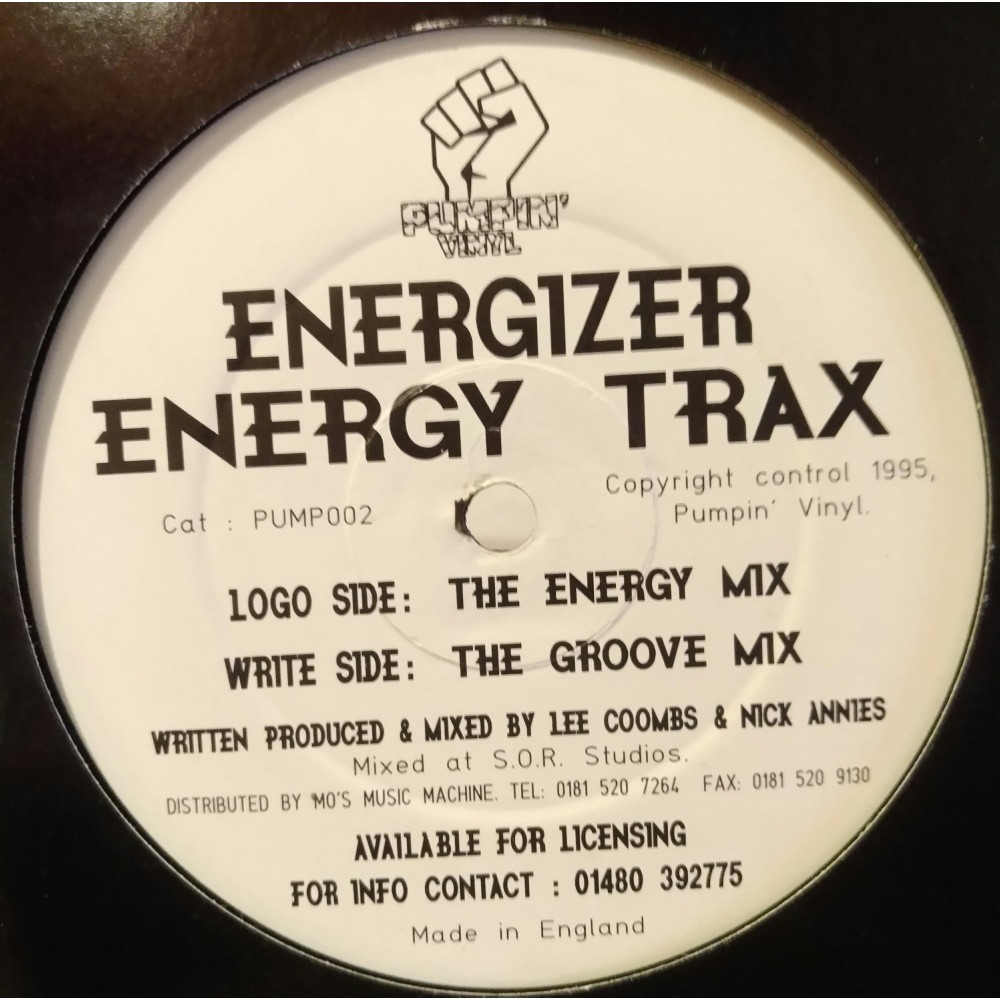 PUMPIN'
VINYL
ENERGIZER
ENERGY TRAX
Cat : PUMP002
Copyright control 1995,
Pumpin' Vinyl.
LOGO SIDE: THE ENERGY MIX
WRITE SIDE: THE GROOVE MIX
WRITTEN PRODUCED & MIXED BY LEE COOMBS & NICK ANNIES
Mixed at S.O.R. Studios.
DISTRIBUTED BY MO'S MUSIC MACHINE. TEL: 0181 520 7264 FAX: 0181 520 9130
AVAILABLE FOR LICENSING
FOR INFO CONTACT : 01480 392775
Made in England